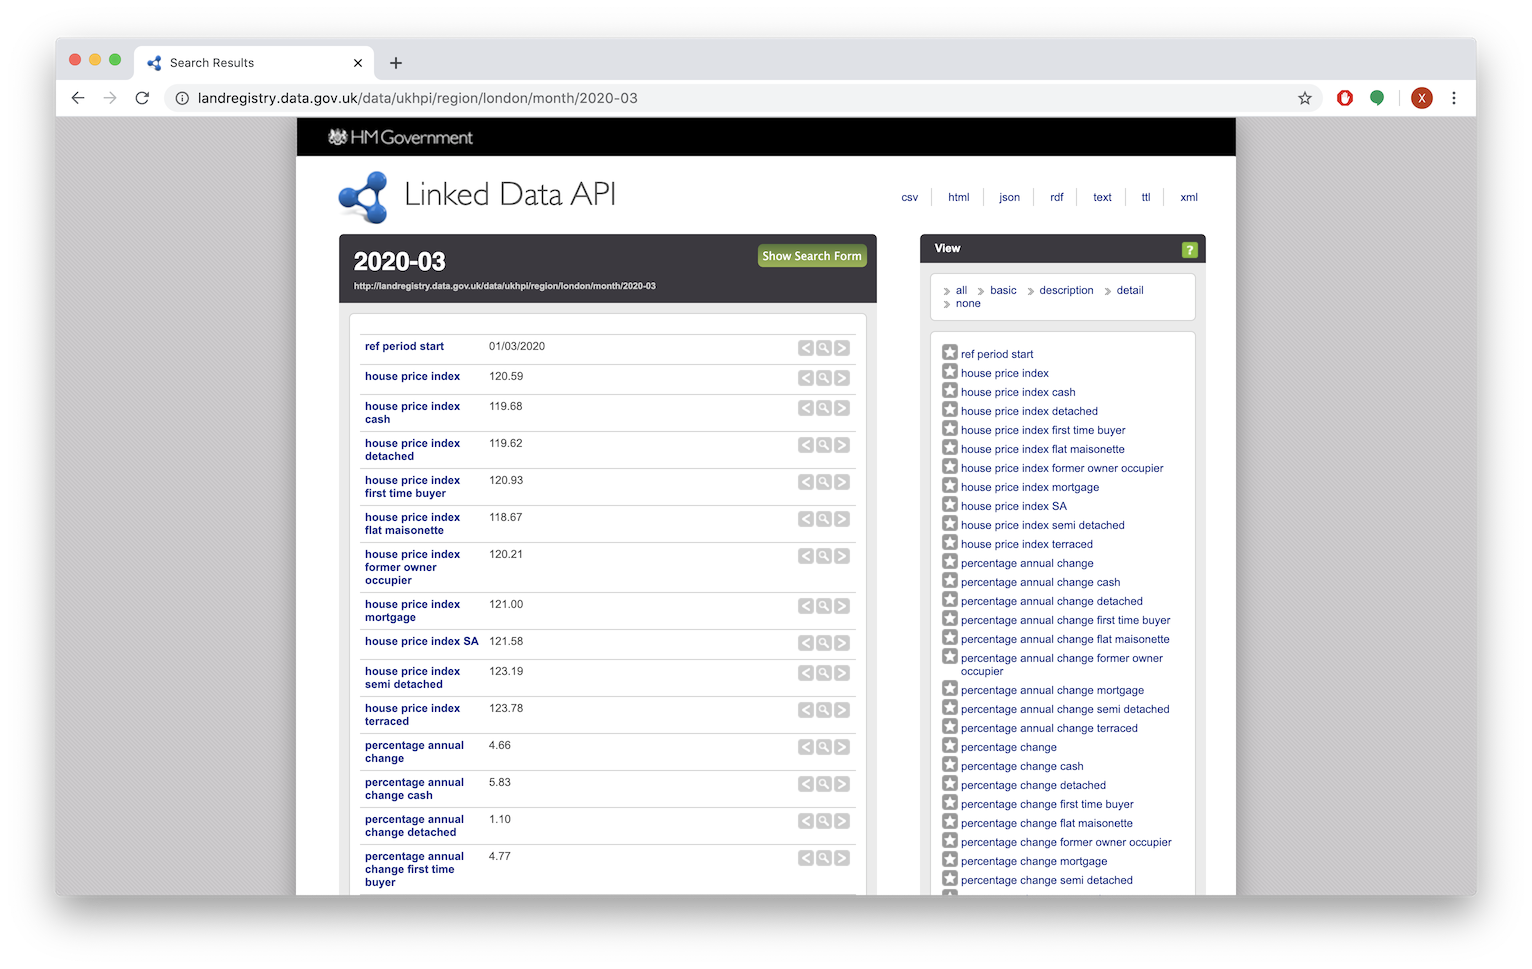 Search Results
landregistry.data.gov.uk/data/ukhpi/region/london/month/2020-03
X
HM Government
Linked Data API
csv html json rdf text ttl xml
2020-03
Show Search Form
http://landregistry.data.gov.uk/data/ukhpi/region/london/month/2020-03
ref period start 01/03/2020
house price index 120.59
house price index 119.68
cash
house price index 119.62
detached
house price index 120.93
first time buyer
house price index 118.67
flat maisonette
house price index 120.21
former owner
occupier
house price index 121.00
mortgage
house price index SA 121.58
house price index 123.19
semi detached
house price index 123.78
terraced
percentage annual 4.66
change
percentage annual 5.83
change cash
percentage annual 1.10
change detached
percentage annual 4.77
change first time
buyer
View ?
all basic description detail
none
ref period start
house price index
house price index cash
house price index detached
house price index first time buyer
house price index flat maisonette
house price index former owner occupier
house price index mortgage
house price index SA
house price index semi detached
house price index terraced
percentage annual change
percentage annual change cash
percentage annual change detached
percentage annual change first time buyer
percentage annual change flat maisonette
percentage annual change former owner
occupier
percentage annual change mortgage
percentage annual change semi detached
percentage annual change terraced
percentage change
percentage change cash
percentage change detached
percentage change first time buyer
percentage change flat maisonette
percentage change former owner occupier
percentage change mortgage
percentage change semi detached